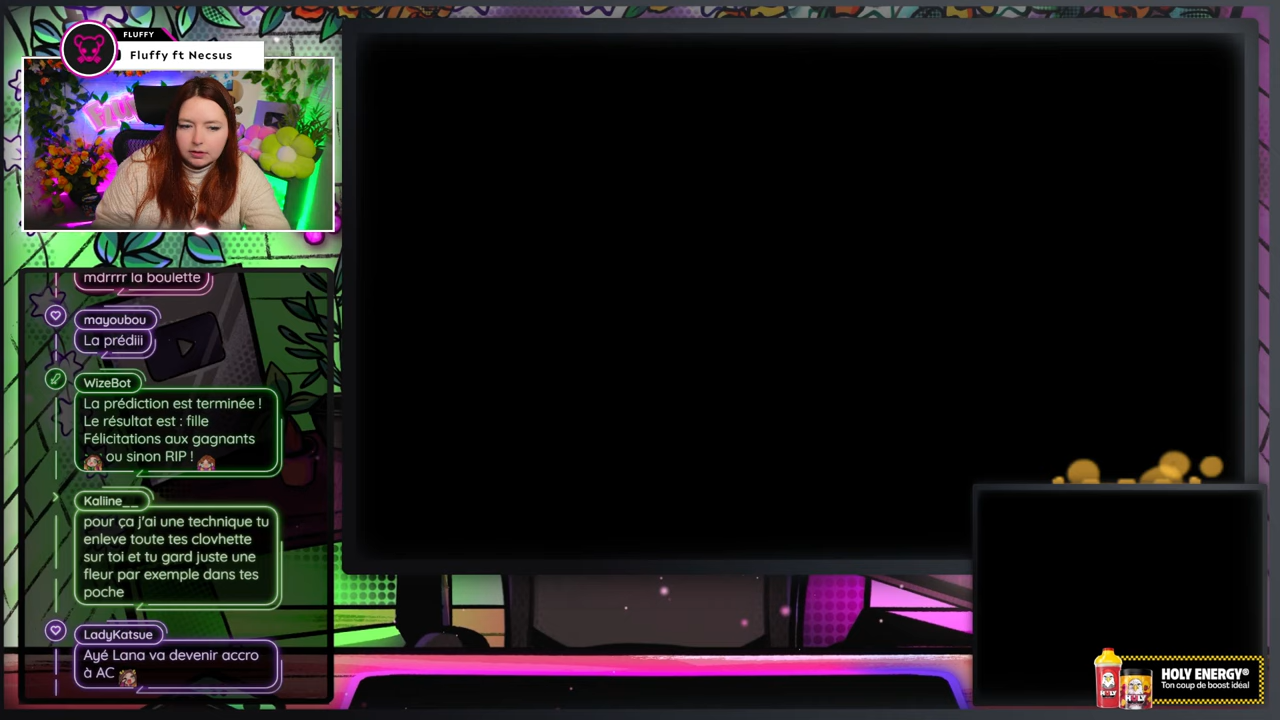 FLUFFY
Fluffy ft Necsus
mdrrrr la boulette
mayoubou
La prédiii
WizeBot
La prédiction est terminée !
Le résultat est : fille
Félicitations aux gagnants
ou sinon RIP !
Kaliine__
pour ça j'ai une technique tu
enleve toute tes clovhette
sur toi et tu gard juste une
fleur par exemple dans tes
poche
LadyKatsue
Ayé Lana va devenir accro
à AC
HOLY ENERGY®
Ton coup de boost idéal